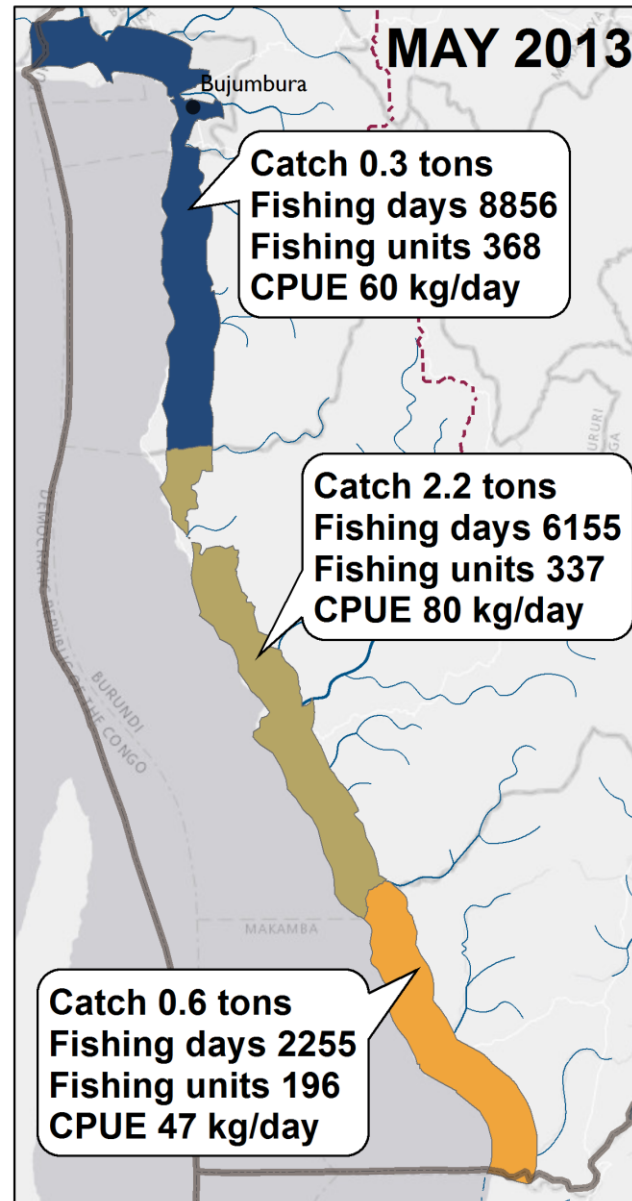 MAY 2013
Bujumbura
Catch 0.3 tons
Fishing days 8856
Fishing units 368
CPUE 60 kg/day
Catch 2.2 tons
Fishing days 6155
Fishing units 337
CPUE 80 kg/day
DEMOCRATIC REPUBLIC OF THE CONGO
BURUNDI
MAKAMBA
Catch 0.6 tons
Fishing days 2255
Fishing units 196
CPUE 47 kg/day